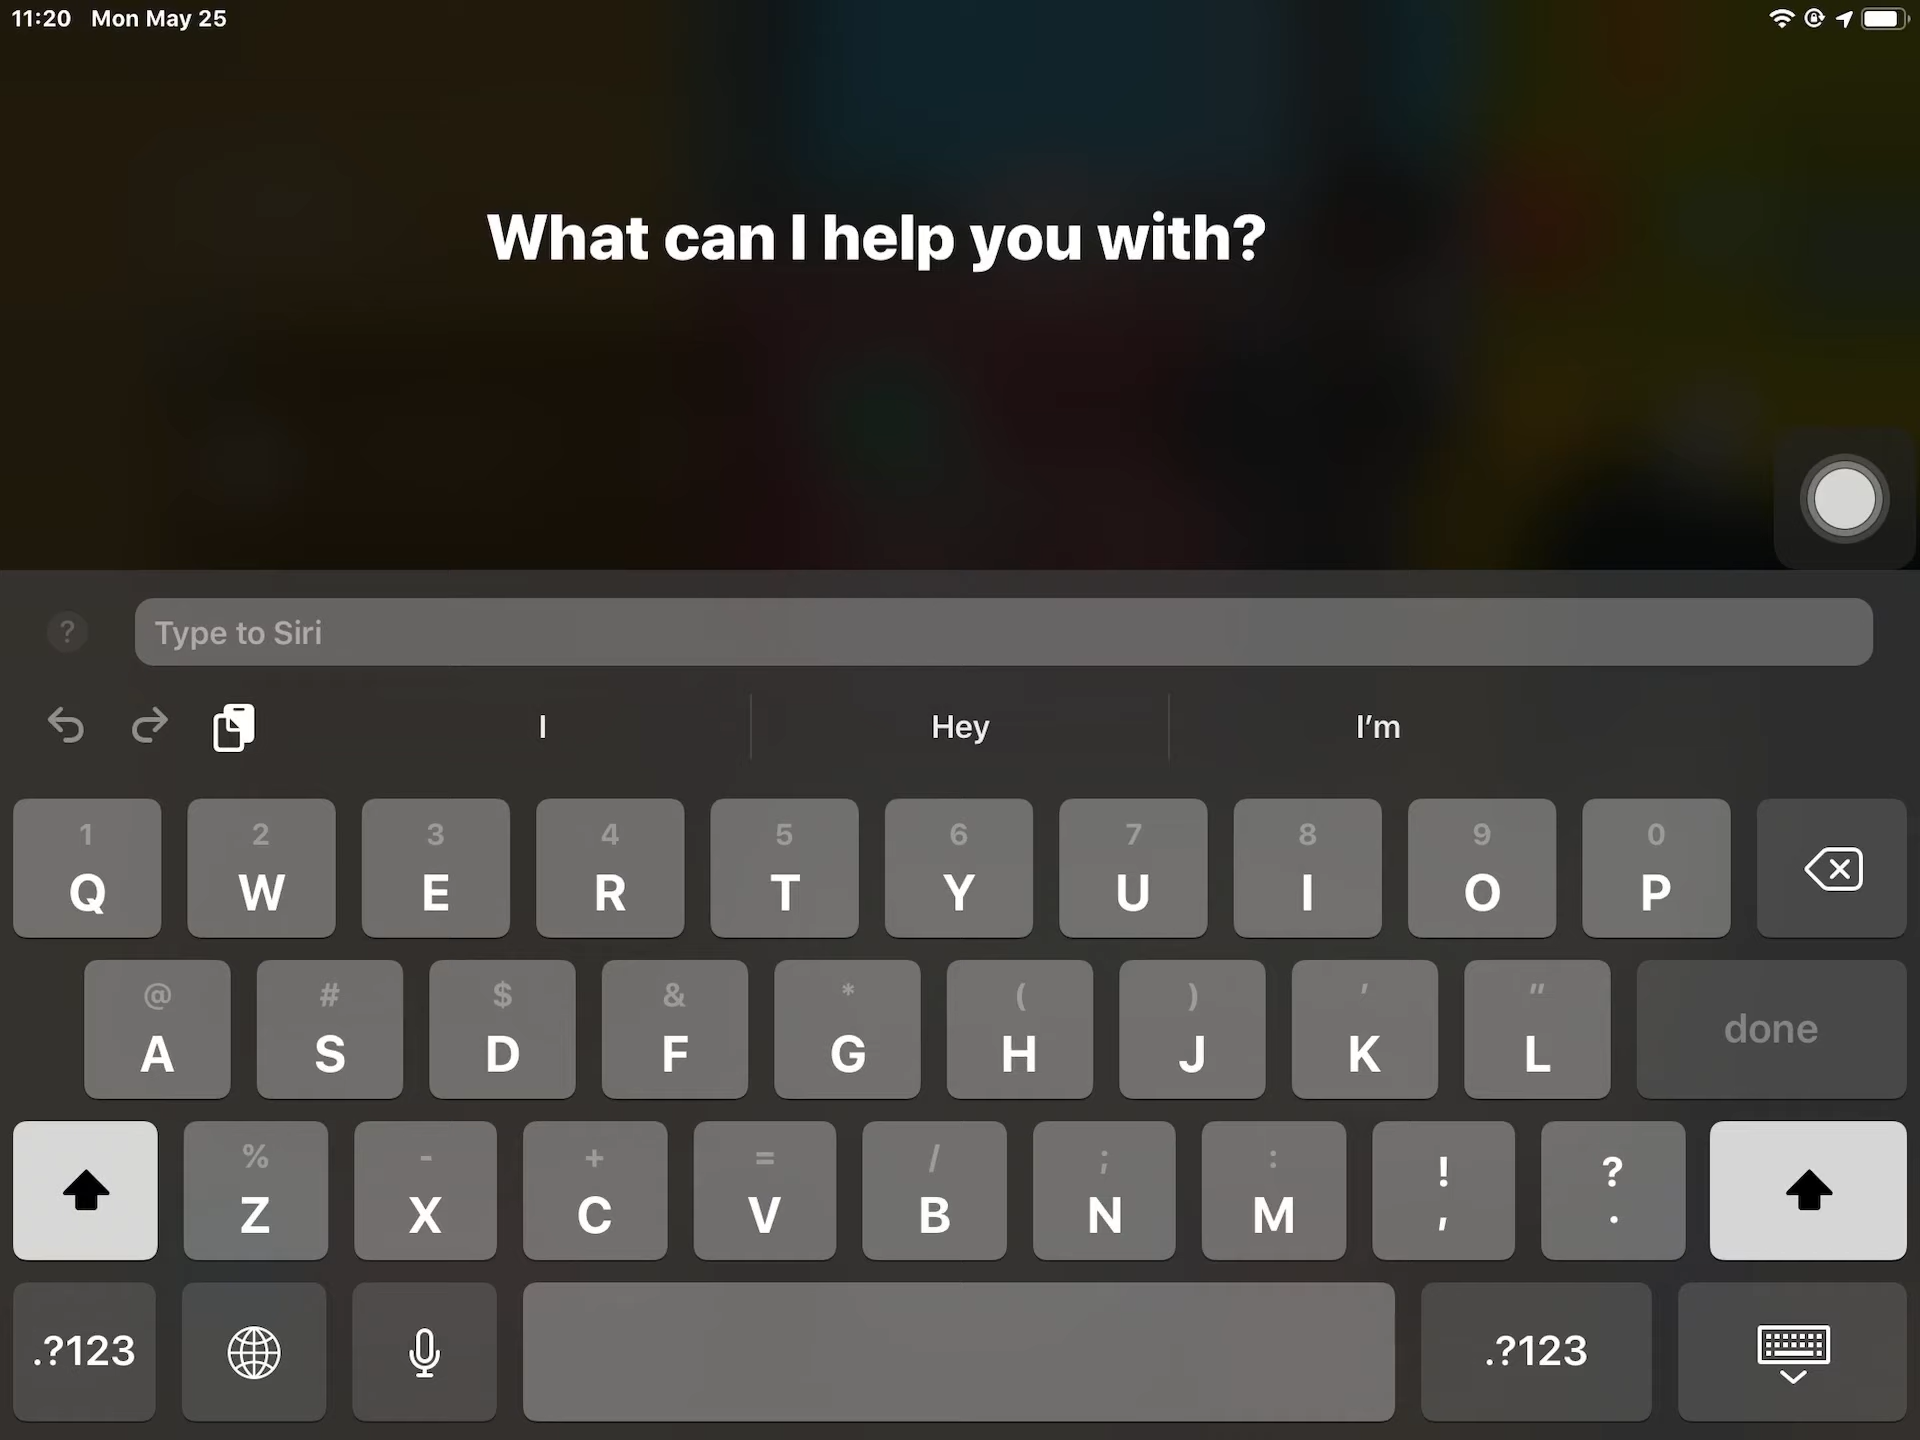 11:20 Mon May 25
What can I help you with?
?
Type to Siri
I Hey I’m
1 2 3 4 5 6 7 8 9 0
Q W E R T Y U I O P
@ # $ & * ( ) ' "
A S D F G H J K L done
% - + = / ; : ! ?
Z X C V B N M , .
.?123 .?123